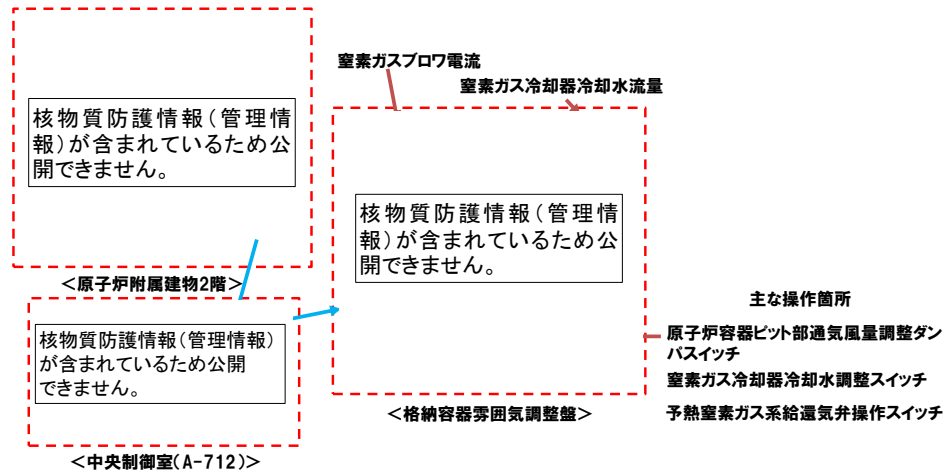 窒素ガスブロワ電流
窒素ガス冷却器冷却水流量
核物質防護情報(管理情
報)が含まれているため公
開できません。
<原子炉附属建物2階>
核物質防護情報(管理情報)
が含まれているため公開
できません。
<中央制御室(A-712)>
核物質防護情報(管理情
報)が含まれているため公
開できません。
<格納容器雰囲気調整盤>
主な操作箇所
原子炉容器ピット部通気風量調整ダン
パスイッチ
窒素ガス冷却器冷却水調整スイッチ
予熱窒素ガス系給還気弁操作スイッチ